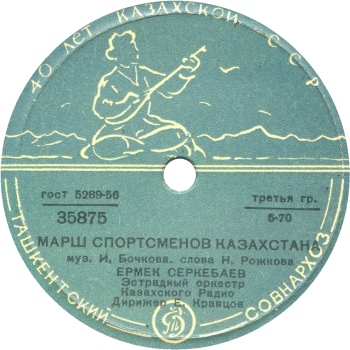 40 ЛЕТ КАЗАХСКОЙ ССР
ГОСТ 5289-56
третья гр.
35875
5-70
МАРШ СПОРТСМЕНОВ КАЗАХСТАНА
муз. И. Бочкова, слова Н. Рожкова
ЕРМЕК СЕРКЕБАЕВ
Эстрадный оркестр
Казахского Радио
Дирижер Е. Кравцов
ТАШКЕНТСКИЙ СОВНАРХОЗ